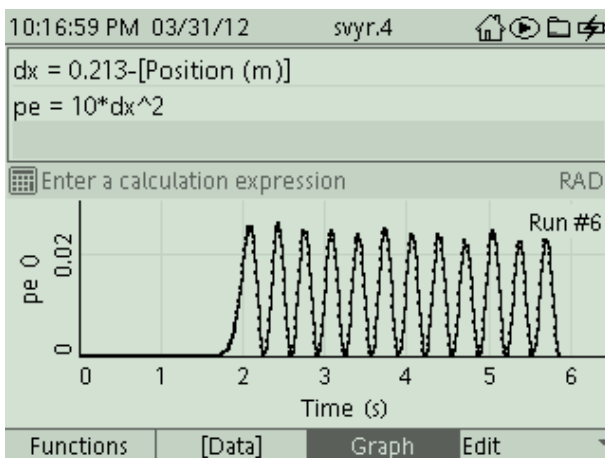 10:16:59 PM 03/31/12 svyr.4
dx = 0.213-[Position (m)]
pe = 10*dx^2
Enter a calculation expression RAD
Run #6
pe 0
0.02
0
0 1 2 3 4 5 6
Time (s)
Functions [Data] Graph Edit